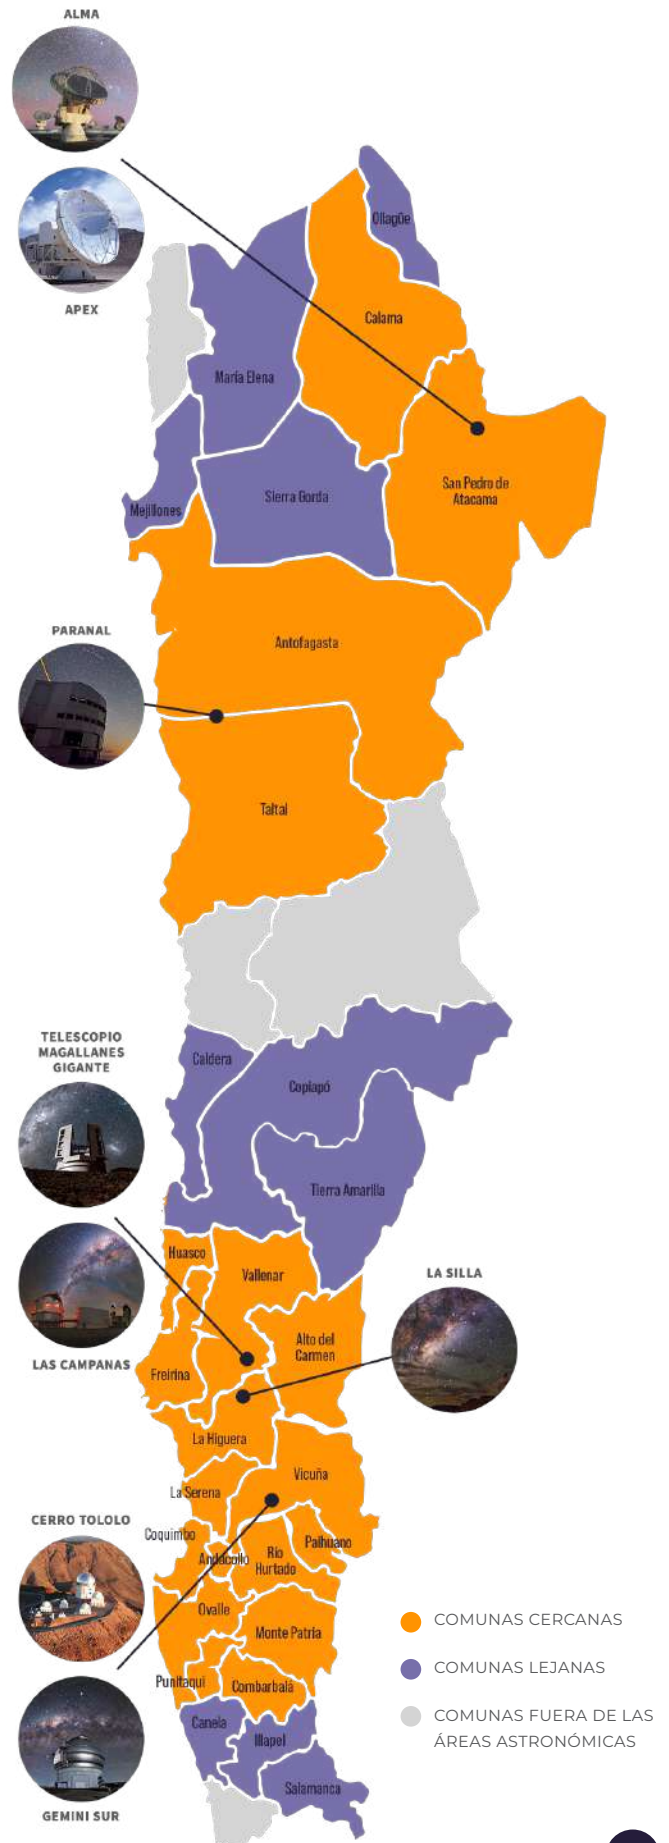 ALMA
APEX
Ollagüe
Calama
María Elena
San Pedro de
Atacama
Sierra Gorda
Mejillones
PARANAL
Antofagasta
Taltal
TELESCOPIO
MAGALLANES
GIGANTE
Caldera
Copiapó
Tierra Amarilla
Huasco
Vallenar
LA SILLA
LAS CAMPANAS
Alto del
Carmen
Freirina
La Higuera
Vicuña
La Serena
CERRO TOLOLO
Coquimbo
Andacollo
Río
Hurtado
Paihuano
Ovalle
Monte Patria
Punitaqui
Combarbalá
Canela
Illapel
Salamanca
GEMINI SUR
COMUNAS CERCANAS
COMUNAS LEJANAS
COMUNAS FUERA DE LAS
ÁREAS ASTRONÓMICAS